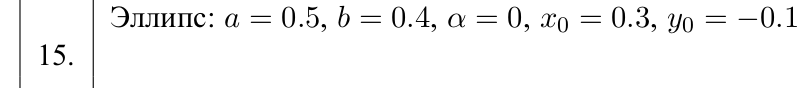 Эллипс: a = 0.5, b = 0.4, α = 0, x₀ = 0.3, y₀ = −0.1
15.